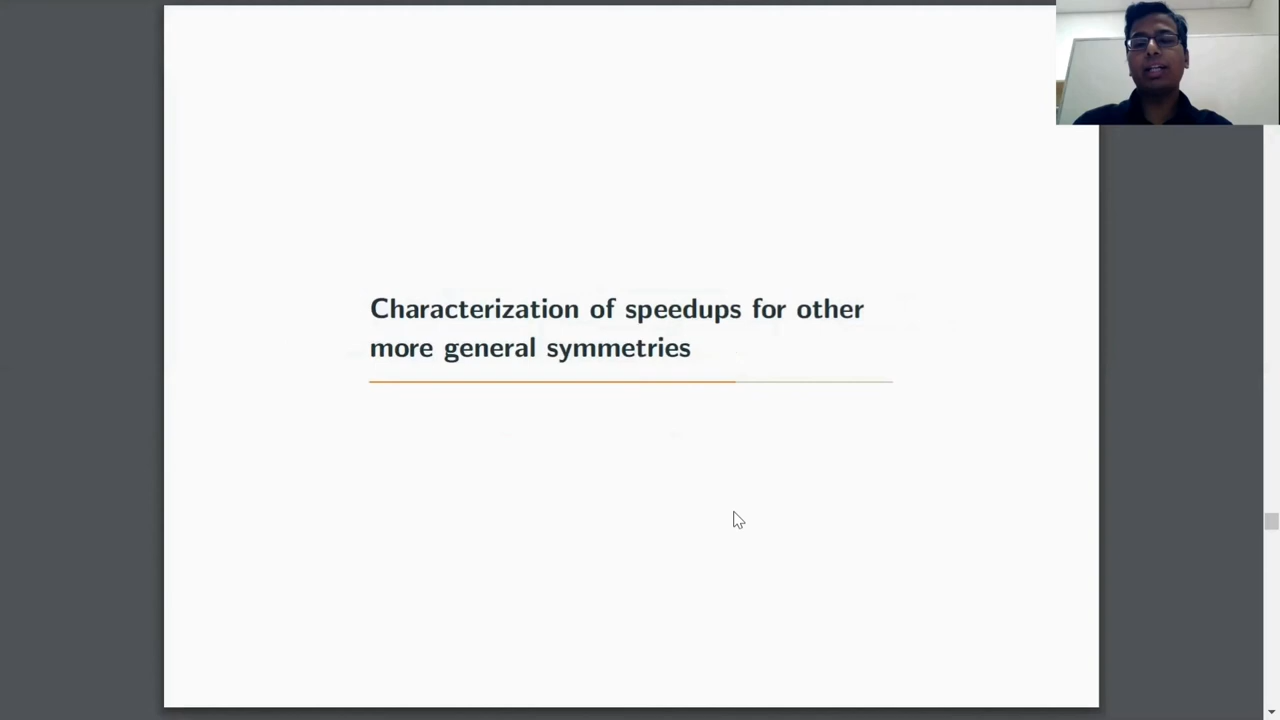 Characterization of speedups for other
more general symmetries